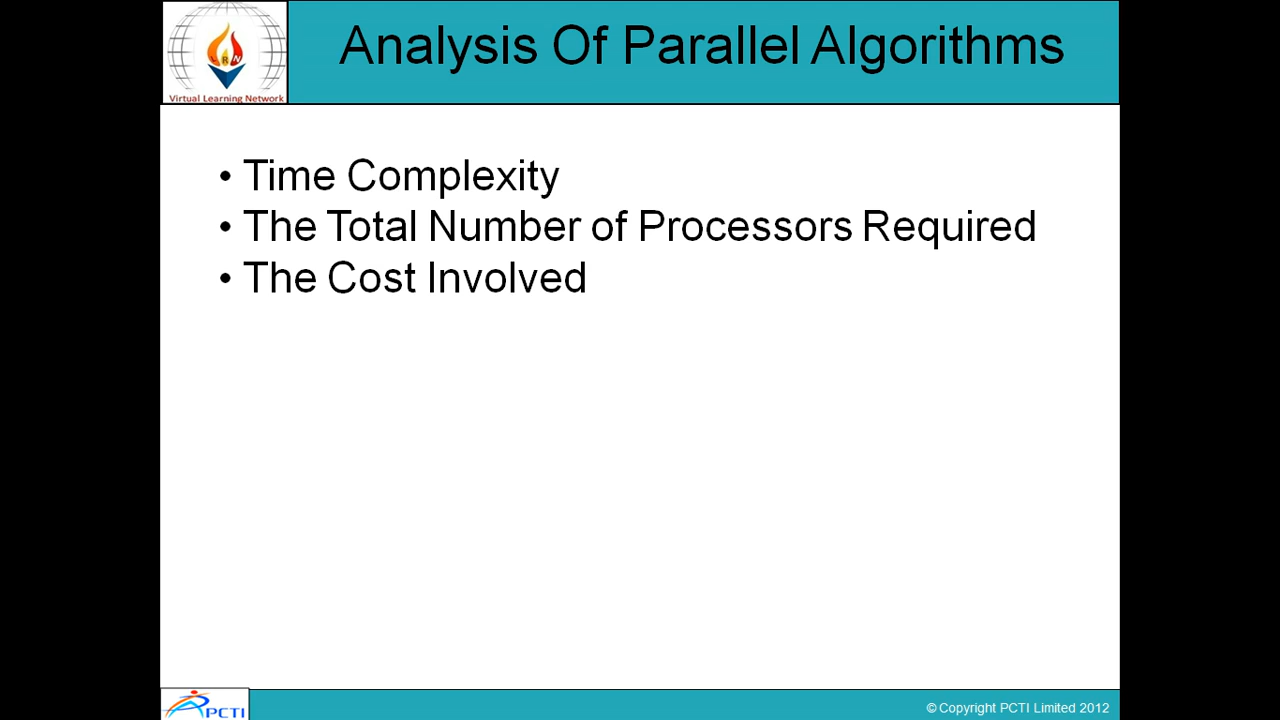 Analysis Of Parallel Algorithms
Virtual Learning Network
• Time Complexity
• The Total Number of Processors Required
• The Cost Involved
PCTI
© Copyright PCTI Limited 2012